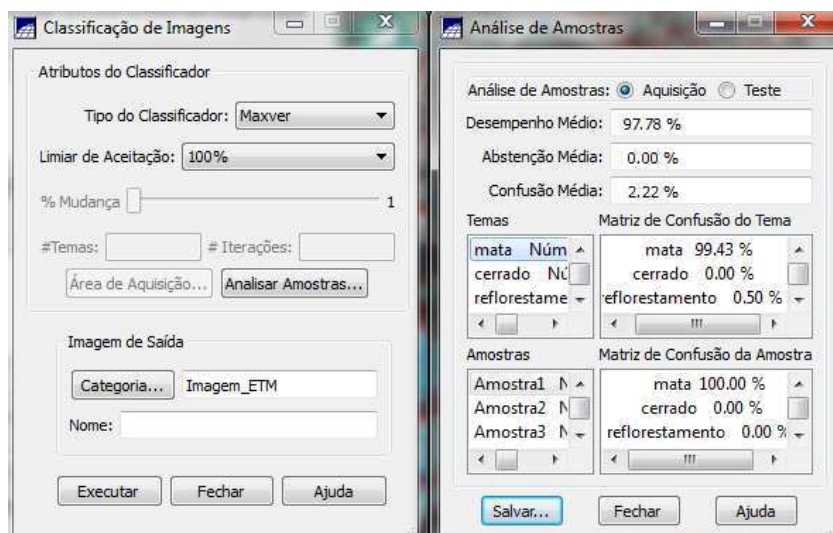 Classificação de Imagens
Atributos do Classificador
Tipo do Classificador: Maxver
Limiar de Aceitação: 100%
% Mudança 1
#Temas: # Iterações:
Área de Aquisição... Analisar Amostras...
Imagem de Saída
Categoria... Imagem_ETM
Nome:
Executar Fechar Ajuda
Análise de Amostras
Análise de Amostras: Aquisição Teste
Desempenho Médio: 97.78 %
Abstenção Média: 0.00 %
Confusão Média: 2.22 %
Temas Matriz de Confusão do Tema
mata Núm mata 99.43 %
cerrado Nú cerrado 0.00 %
reflorestame eflorestamento 0.50 %
Amostras Matriz de Confusão da Amostra
Amostra1 N mata 100.00 %
Amostra2 N cerrado 0.00 %
Amostra3 N reflorestamento 0.00 %
Salvar... Fechar Ajuda